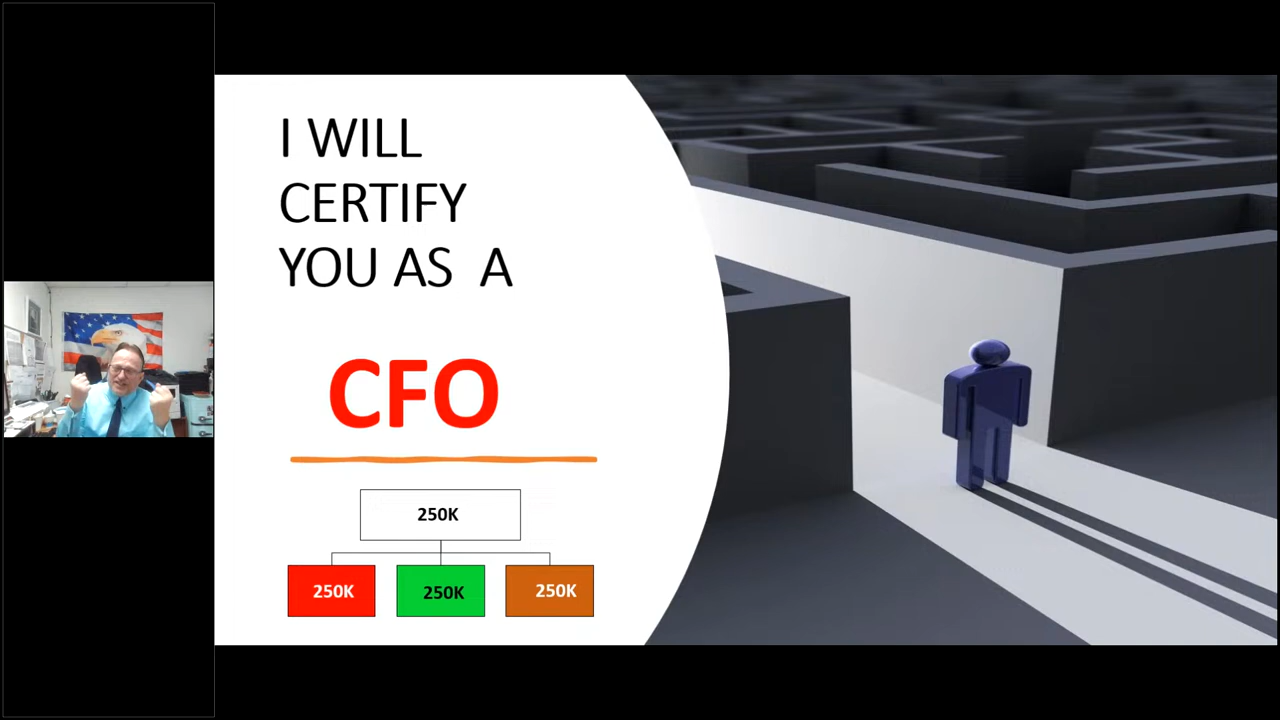 I WILL
CERTIFY
YOU AS A
CFO
250K
250K 250K 250K